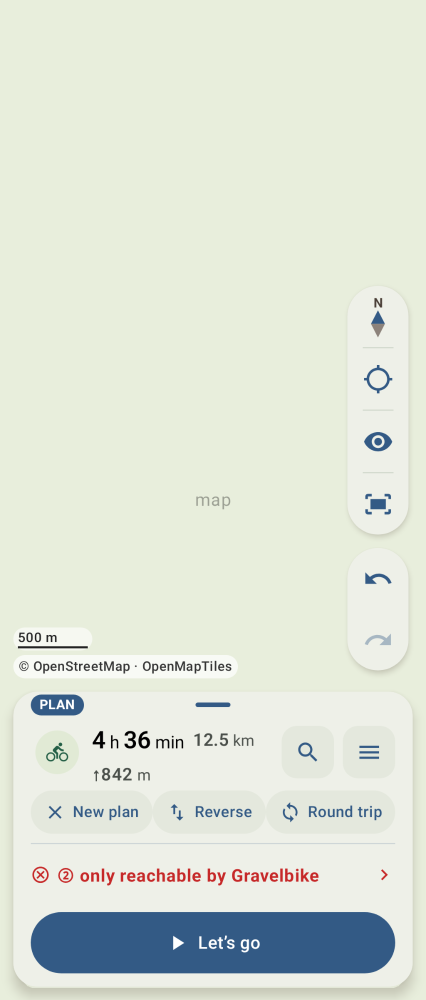 N
map
500 m
© OpenStreetMap · OpenMapTiles
PLAN
4 h 36 min 12.5 km
↑842 m
New plan Reverse Round trip
② only reachable by Gravelbike
Let's go